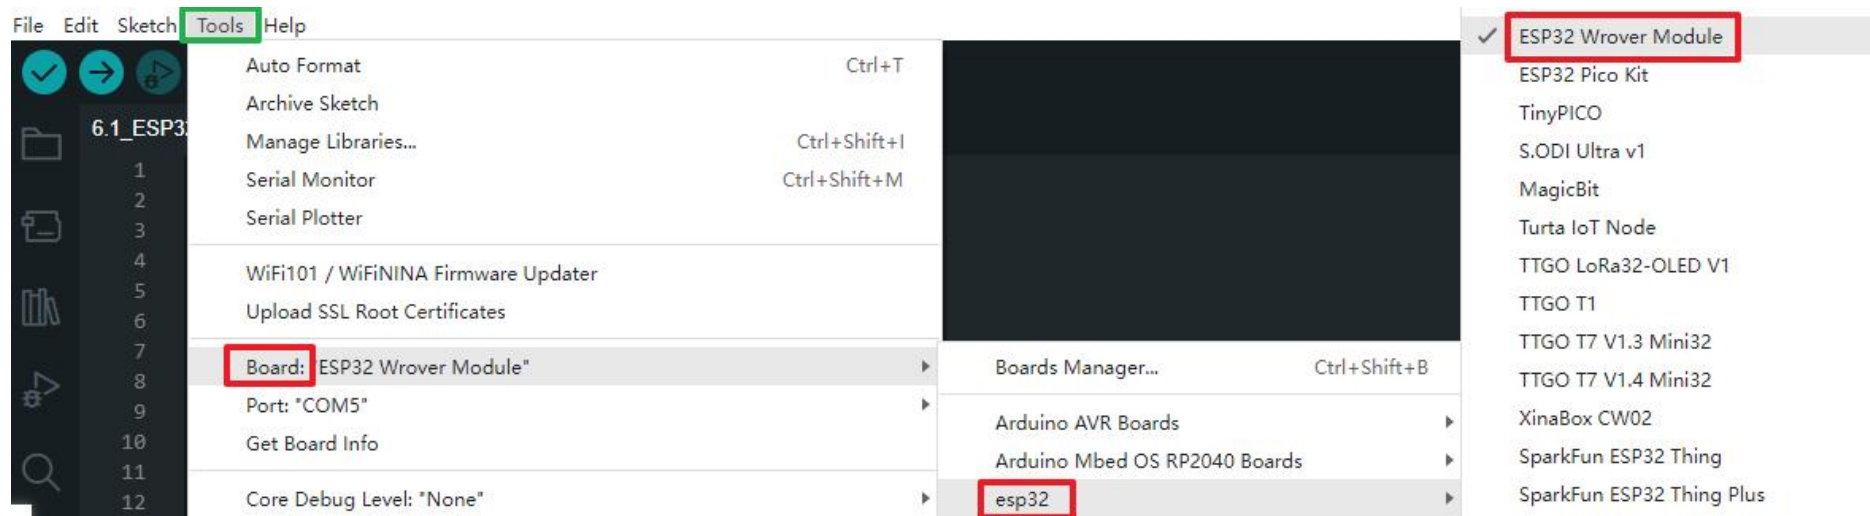 File Edit Sketch Tools Help
Auto Format Ctrl+T
Archive Sketch
Manage Libraries... Ctrl+Shift+I
Serial Monitor Ctrl+Shift+M
Serial Plotter
WiFi101 / WiFiNINA Firmware Updater
Upload SSL Root Certificates
Board: "ESP32 Wrover Module"
Port: "COM5"
Get Board Info
Core Debug Level: "None"
6.1_ESP3
1
2
3
4
5
6
7
8
9
10
11
12
Boards Manager... Ctrl+Shift+B
Arduino AVR Boards
Arduino Mbed OS RP2040 Boards
esp32
ESP32 Wrover Module
ESP32 Pico Kit
TinyPICO
S.ODI Ultra v1
MagicBit
Turta IoT Node
TTGO LoRa32-OLED V1
TTGO T1
TTGO T7 V1.3 Mini32
TTGO T7 V1.4 Mini32
XinaBox CW02
SparkFun ESP32 Thing
SparkFun ESP32 Thing Plus